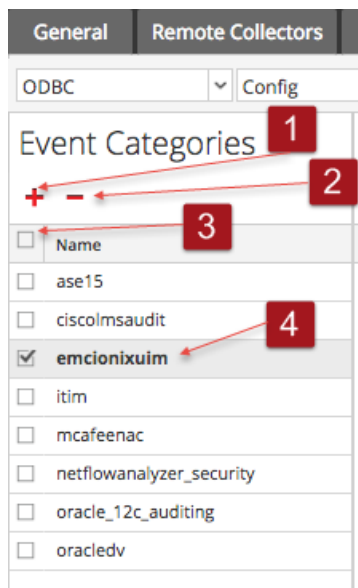 General Remote Collectors
ODBC Config
Event Categories
1
+ − 2
3
Name
ase15
ciscolmsaudit
4
emcionixuim
itim
mcafeenac
netflowanalyzer_security
oracle_12c_auditing
oracledv